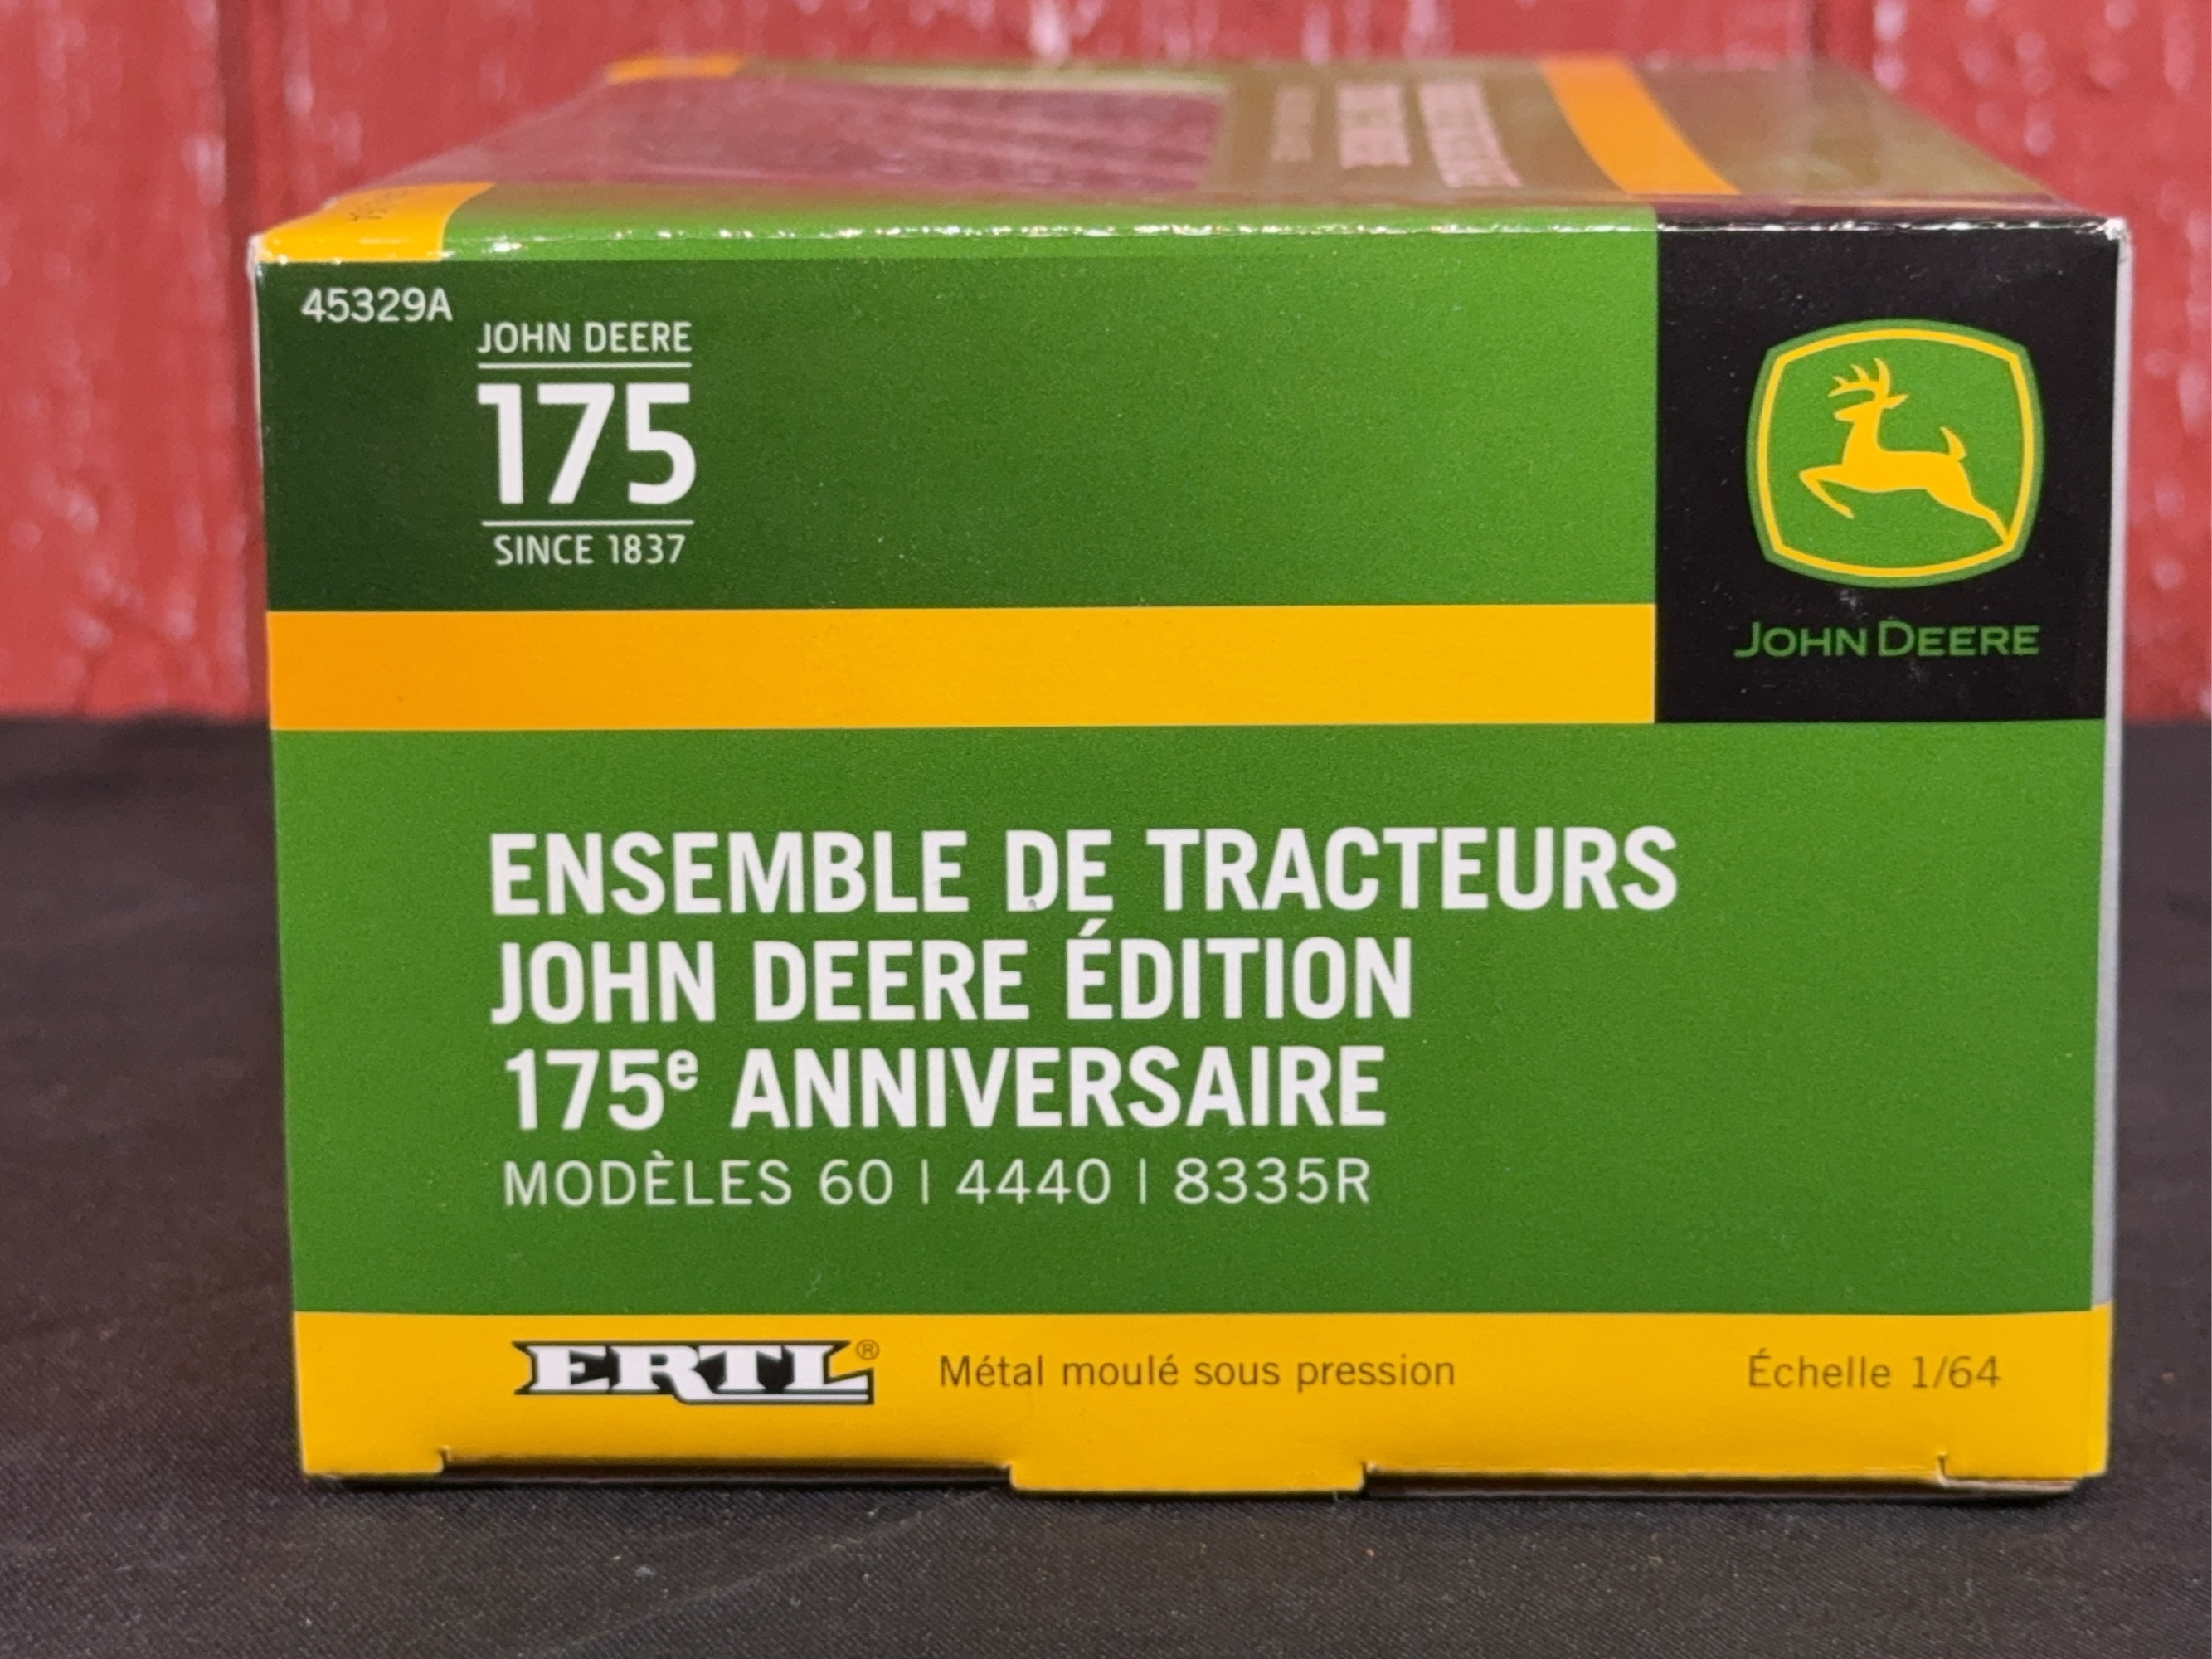 45329A
JOHN DEERE
175
SINCE 1837
JOHN DEERE
ENSEMBLE DE TRACTEURS
JOHN DEERE ÉDITION
175e ANNIVERSAIRE
MODÈLES 60 | 4440 | 8335R
ERTL® Métal moulé sous pression Échelle 1/64